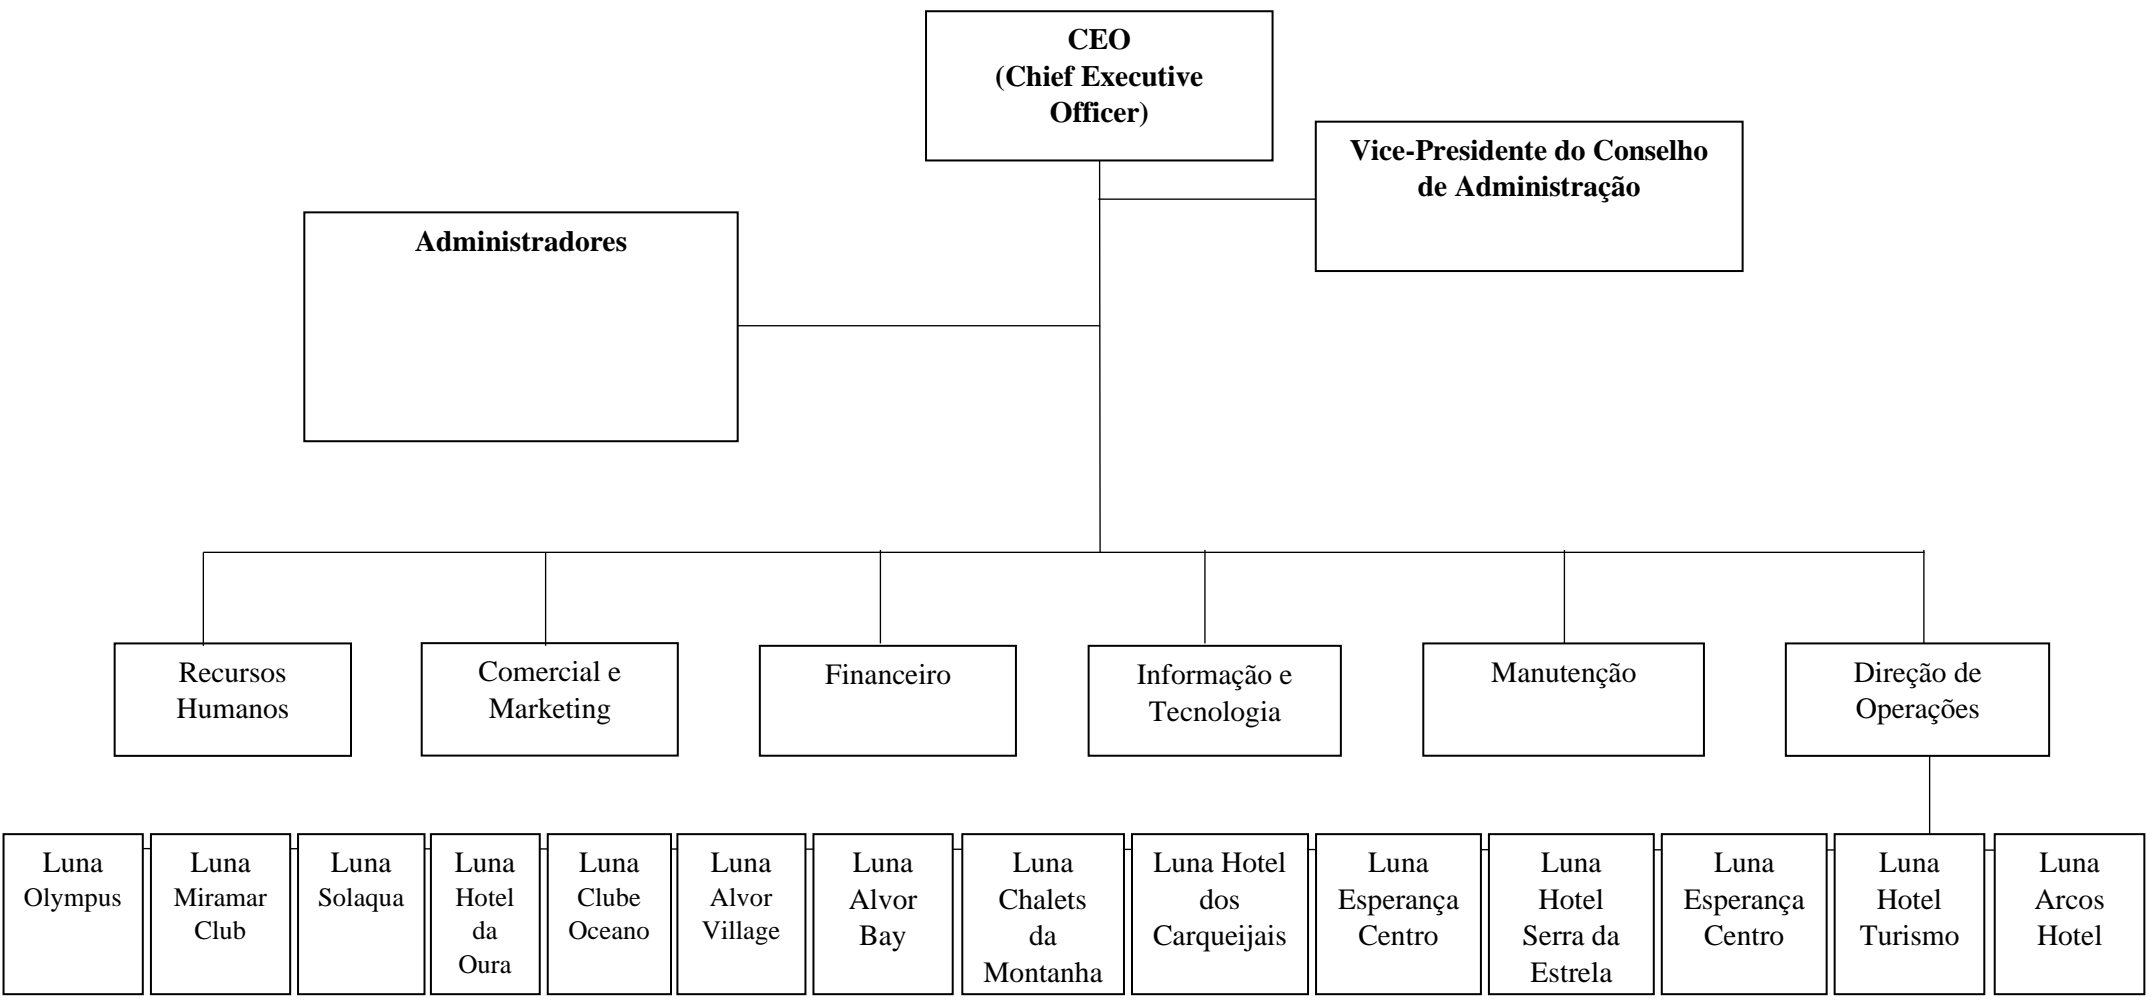 CEO
(Chief Executive
Officer)
Vice-Presidente do Conselho
de Administração
Administradores
Recursos
Humanos
Comercial e
Marketing
Financeiro
Informação e
Tecnologia
Manutenção
Direção de
Operações
Luna
Olympus
Luna
Miramar
Club
Luna
Solaqua
Luna
Hotel
da
Oura
Luna
Clube
Oceano
Luna
Alvor
Village
Luna
Alvor
Bay
Luna
Chalets
da
Montanha
Luna Hotel
dos
Carqueijais
Luna
Esperança
Centro
Luna
Hotel
Serra da
Estrela
Luna
Esperança
Centro
Luna
Hotel
Turismo
Luna
Arcos
Hotel